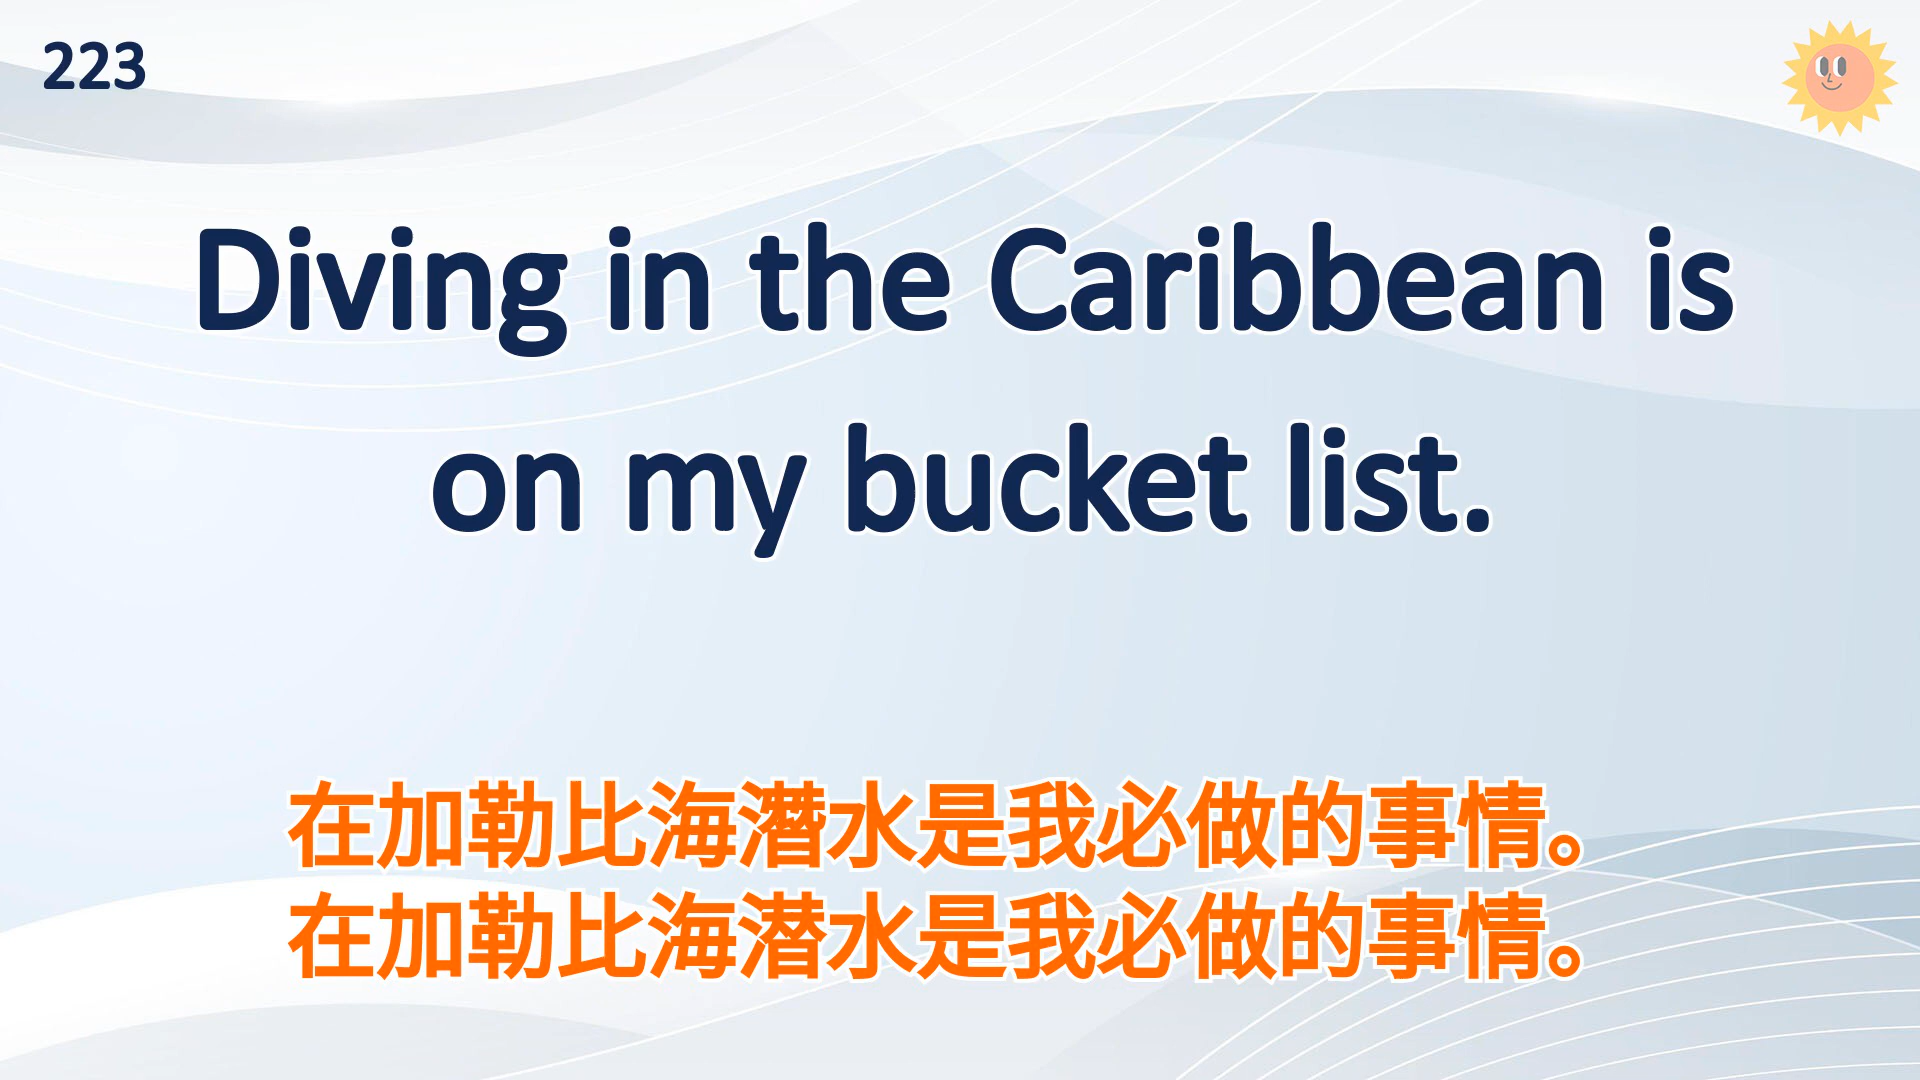 223
Diving in the Caribbean is
on my bucket list.
在加勒比海潛水是我必做的事情。
在加勒比海潜水是我必做的事情。